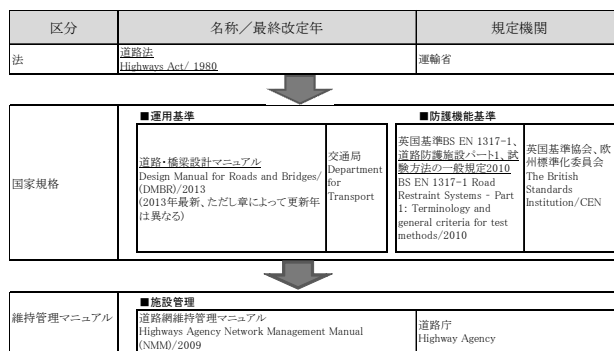 区分 名称／最終改定年 規定機関
法
道路法
Highways Act/ 1980
運輸省
国家規格
■運用基準
道路・橋梁設計マニュアル
Design Manual for Roads and Bridges/
(DMBR)/2013
(2013年最新、ただし章によって更新年
は異なる)
交通局
Department
for
Transport
■防護機能基準
英国基準BS EN 1317-1、
道路防護施設パート1、試
験方法の一般規定2010
BS EN 1317-1 Road
Restraint Systems - Part
1: Terminology and
general criteria for test
methods/2010
英国基準協会、欧
州標準化委員会
The British
Standards
Institution/CEN
維持管理マニュアル
■施設管理
道路網維持管理マニュアル
Highways Agency Network Management Manual
(NMM)/2009
道路庁
Highway Agency